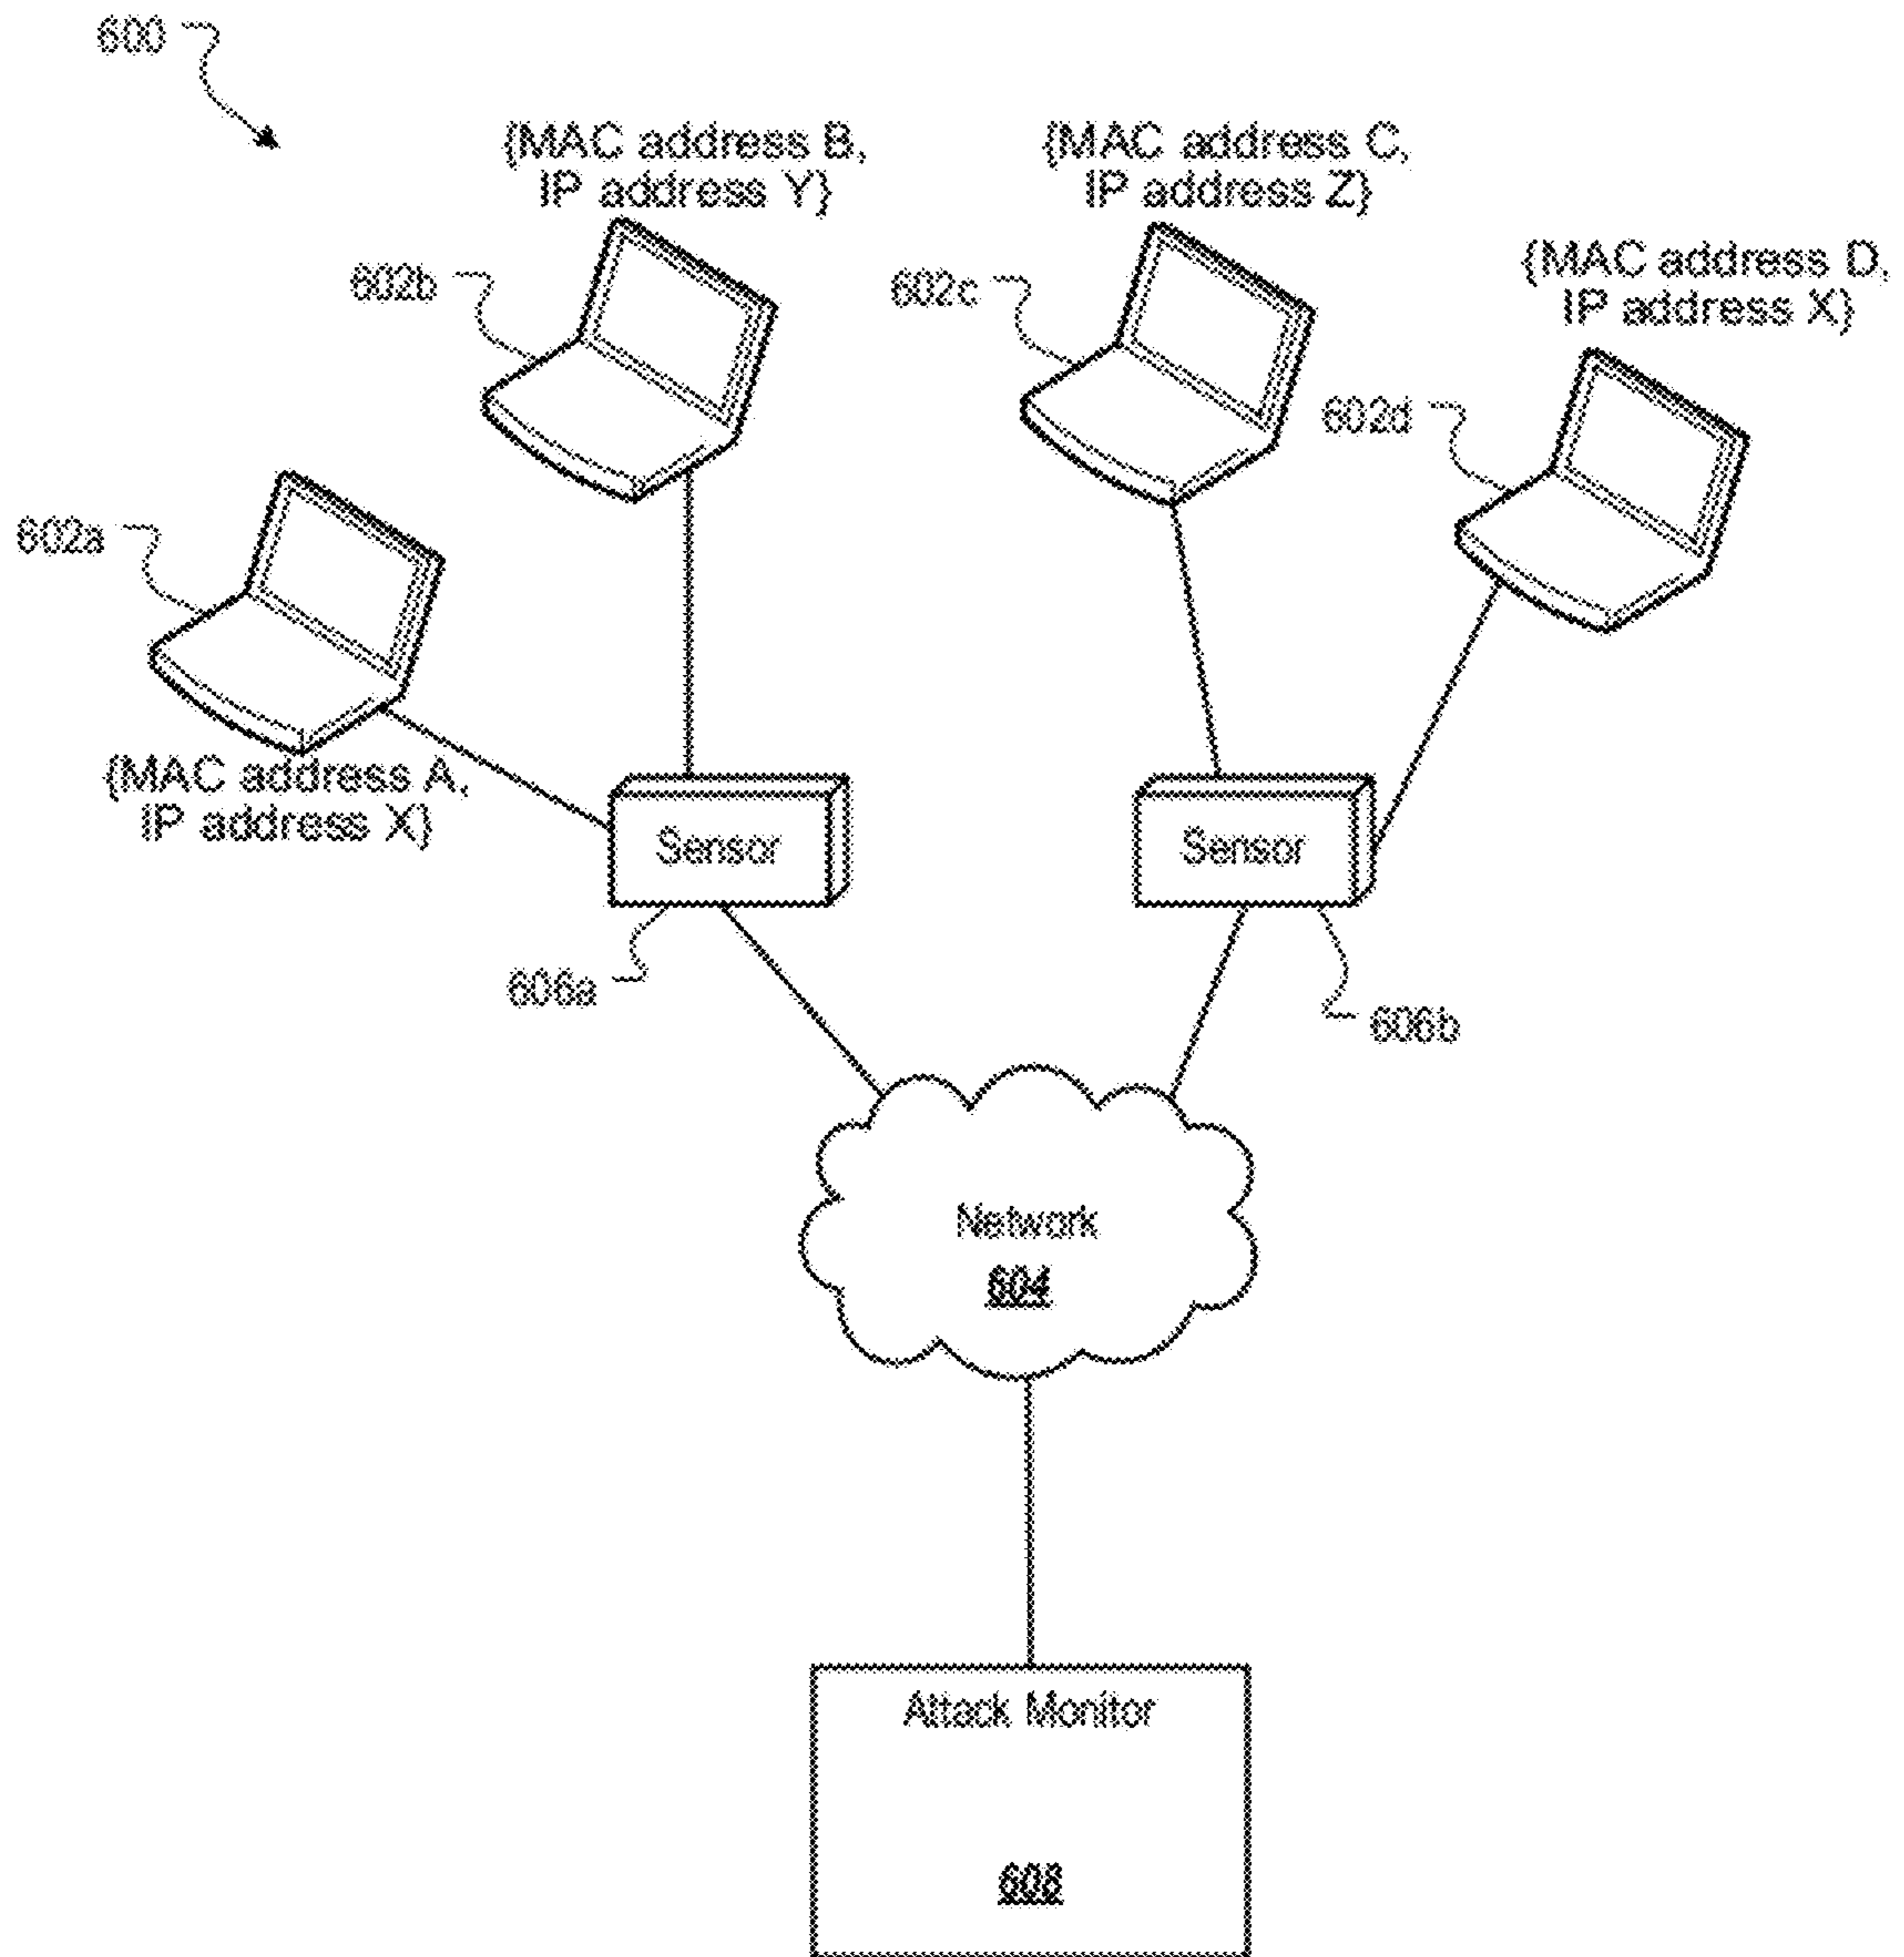 600
{MAC address B,
IP address Y}
{MAC address C,
IP address Z}
{MAC address D,
IP address X}
602b
602c
602d
602a
{MAC address A,
IP address X}
Sensor
Sensor
606a
606b
Network
604
Attack Monitor
608